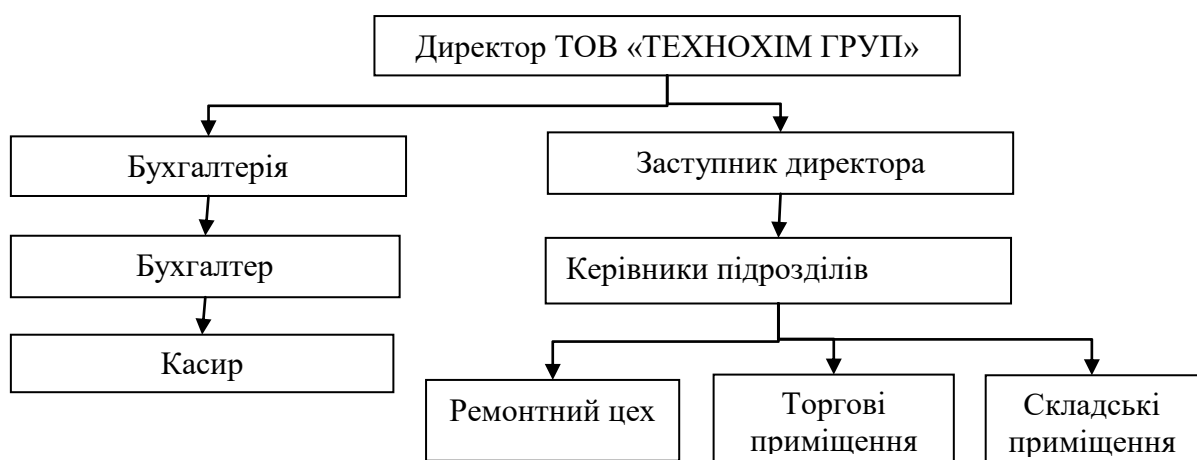 Директор ТОВ «ТЕХНОХІМ ГРУП»
Бухгалтерія
Заступник директора
Бухгалтер
Керівники підрозділів
Касир
Ремонтний цех
Торгові
приміщення
Складські
приміщення